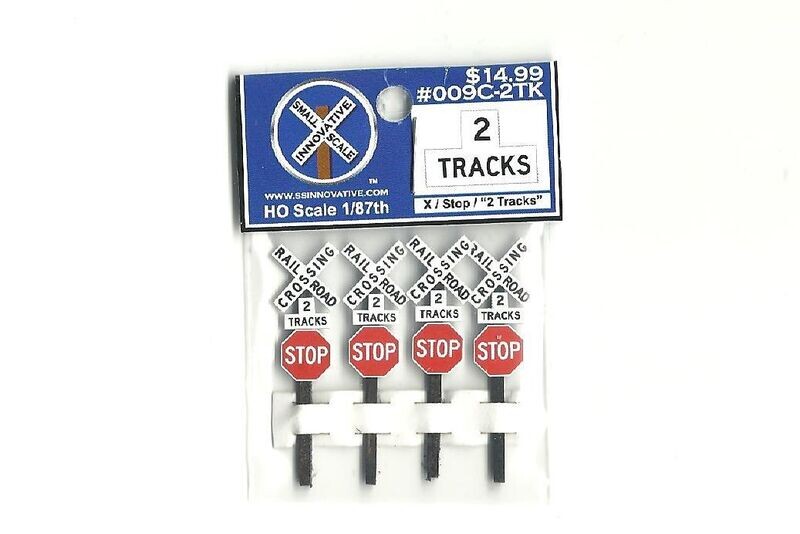 $14.99
#009C-2TK
SMALL SCALE
INNOVATIVE
™
2
TRACKS
WWW.SSINNOVATIVE.COM
HO Scale 1/87th
X / Stop / "2 Tracks"
RAIL ROAD
CROSSING
2
TRACKS
STOP
RAIL ROAD
CROSSING
2
TRACKS
STOP
RAIL ROAD
CROSSING
2
TRACKS
STOP
RAIL ROAD
CROSSING
2
TRACKS
STOP